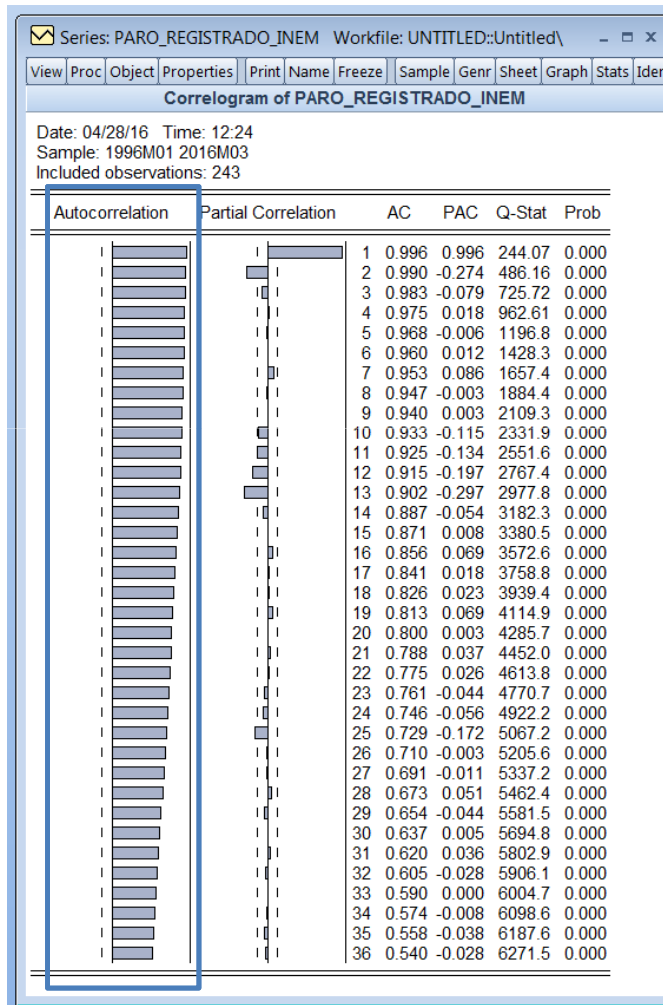 Series: PARO_REGISTRADO_INEM Workfile: UNTITLED::Untitled\
View Proc Object Properties Print Name Freeze Sample Genr Sheet Graph Stats Iden
Correlogram of PARO_REGISTRADO_INEM
Date: 04/28/16 Time: 12:24
Sample: 1996M01 2016M03
Included observations: 243
Autocorrelation Partial Correlation AC PAC Q-Stat Prob
1 0.996 0.996 244.07 0.000
2 0.990 -0.274 486.16 0.000
3 0.983 -0.079 725.72 0.000
4 0.975 0.018 962.61 0.000
5 0.968 -0.006 1196.8 0.000
6 0.960 0.012 1428.3 0.000
7 0.953 0.086 1657.4 0.000
8 0.947 -0.003 1884.4 0.000
9 0.940 0.003 2109.3 0.000
10 0.933 -0.115 2331.9 0.000
11 0.925 -0.134 2551.6 0.000
12 0.915 -0.197 2767.4 0.000
13 0.902 -0.297 2977.8 0.000
14 0.887 -0.054 3182.3 0.000
15 0.871 0.008 3380.5 0.000
16 0.856 0.069 3572.6 0.000
17 0.841 0.018 3758.8 0.000
18 0.826 0.023 3939.4 0.000
19 0.813 0.069 4114.9 0.000
20 0.800 0.003 4285.7 0.000
21 0.788 0.037 4452.0 0.000
22 0.775 0.026 4613.8 0.000
23 0.761 -0.044 4770.7 0.000
24 0.746 -0.056 4922.2 0.000
25 0.729 -0.172 5067.2 0.000
26 0.710 -0.003 5205.6 0.000
27 0.691 -0.011 5337.2 0.000
28 0.673 0.051 5462.4 0.000
29 0.654 -0.044 5581.5 0.000
30 0.637 0.005 5694.8 0.000
31 0.620 0.036 5802.9 0.000
32 0.605 -0.028 5906.1 0.000
33 0.590 0.000 6004.7 0.000
34 0.574 -0.008 6098.6 0.000
35 0.558 -0.038 6187.6 0.000
36 0.540 -0.028 6271.5 0.000